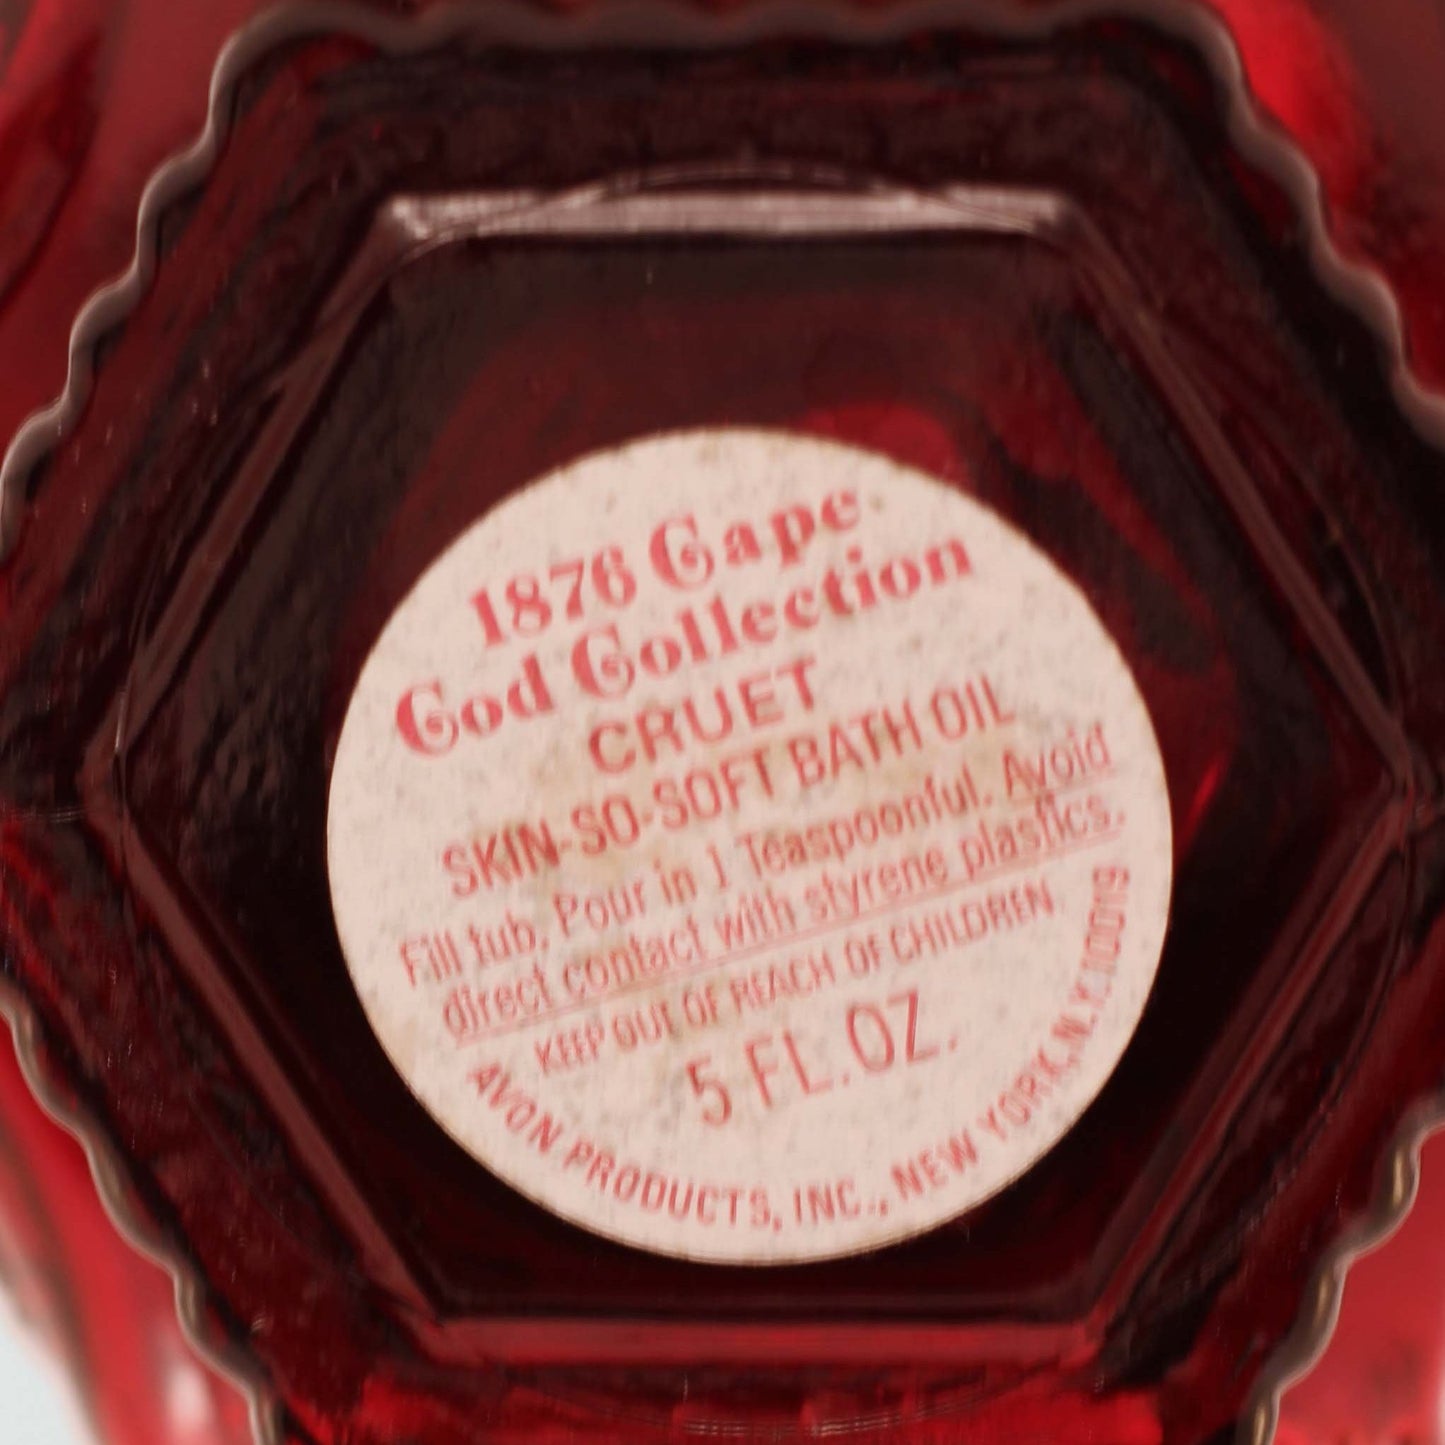 1876 Cape
Cod Collection
CRUET
SKIN-SO-SOFT BATH OIL
Fill tub. Pour in 1 Teaspoonful. Avoid
direct contact with styrene plastics.
KEEP OUT OF REACH OF CHILDREN
5 FL. OZ.
AVON PRODUCTS, INC., NEW YORK, N.Y. 10019